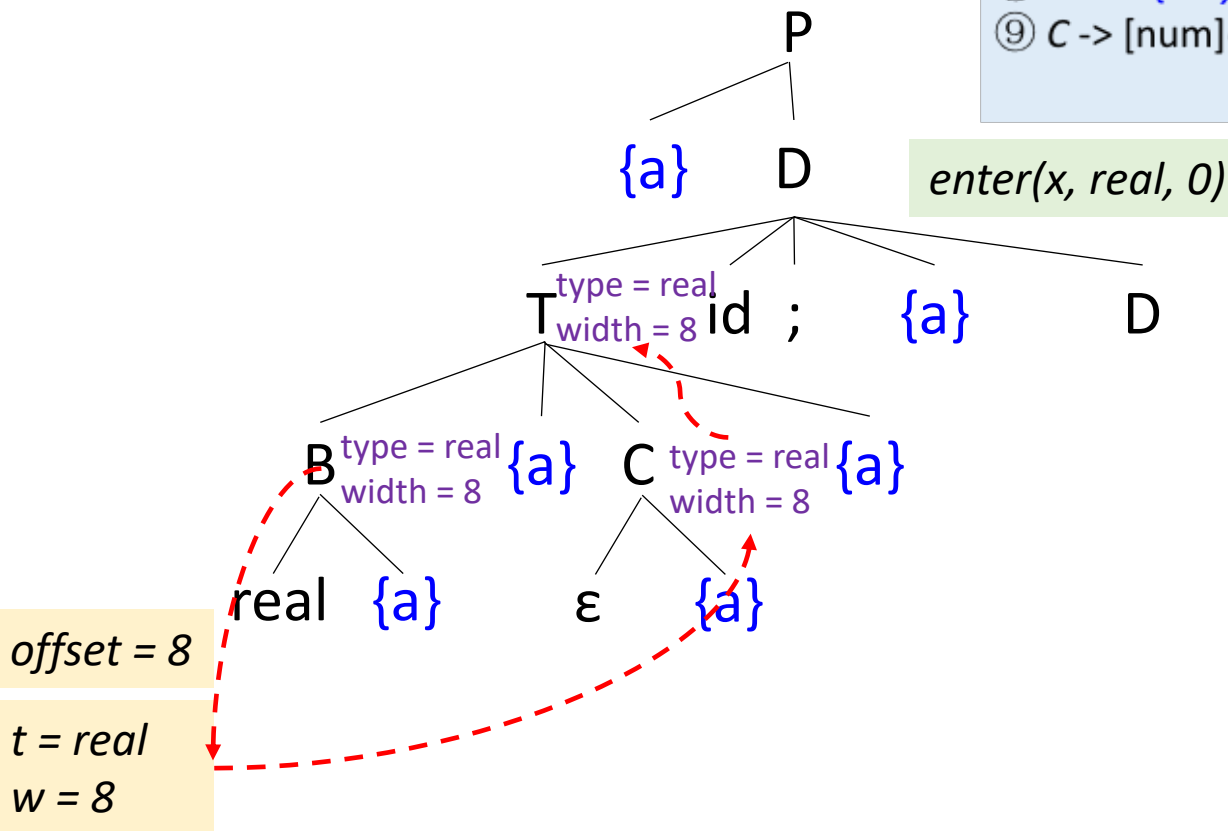 P
⑨ C -> [num]
{a} D
enter(x, real, 0)
T type = real
width = 8
id ; {a} D
B type = real
width = 8
{a} C type = real
width = 8
{a}
real {a} ε {a}
offset = 8
t = real
w = 8